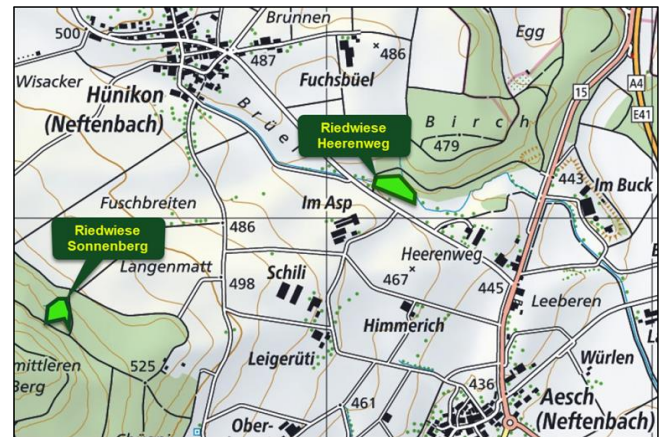 Brunnen
500
Egg
487
486
Wisacker
Fuchsbüel
15
A4
Hünikon
(Neftenbach)
Brüel
Riedwiese
Heerenweg
Birch
E41
479
443
Im Buck
Fuschbreiten
Im Asp
Riedwiese
Sonnenberg
486
Langenmatt
Schili
Heerenweg
467
498
445
Leeberen
Himmerich
mittleren
Berg
525
Leigerüti
Würlen
436
Aesch
(Neftenbach)
461
Ober-